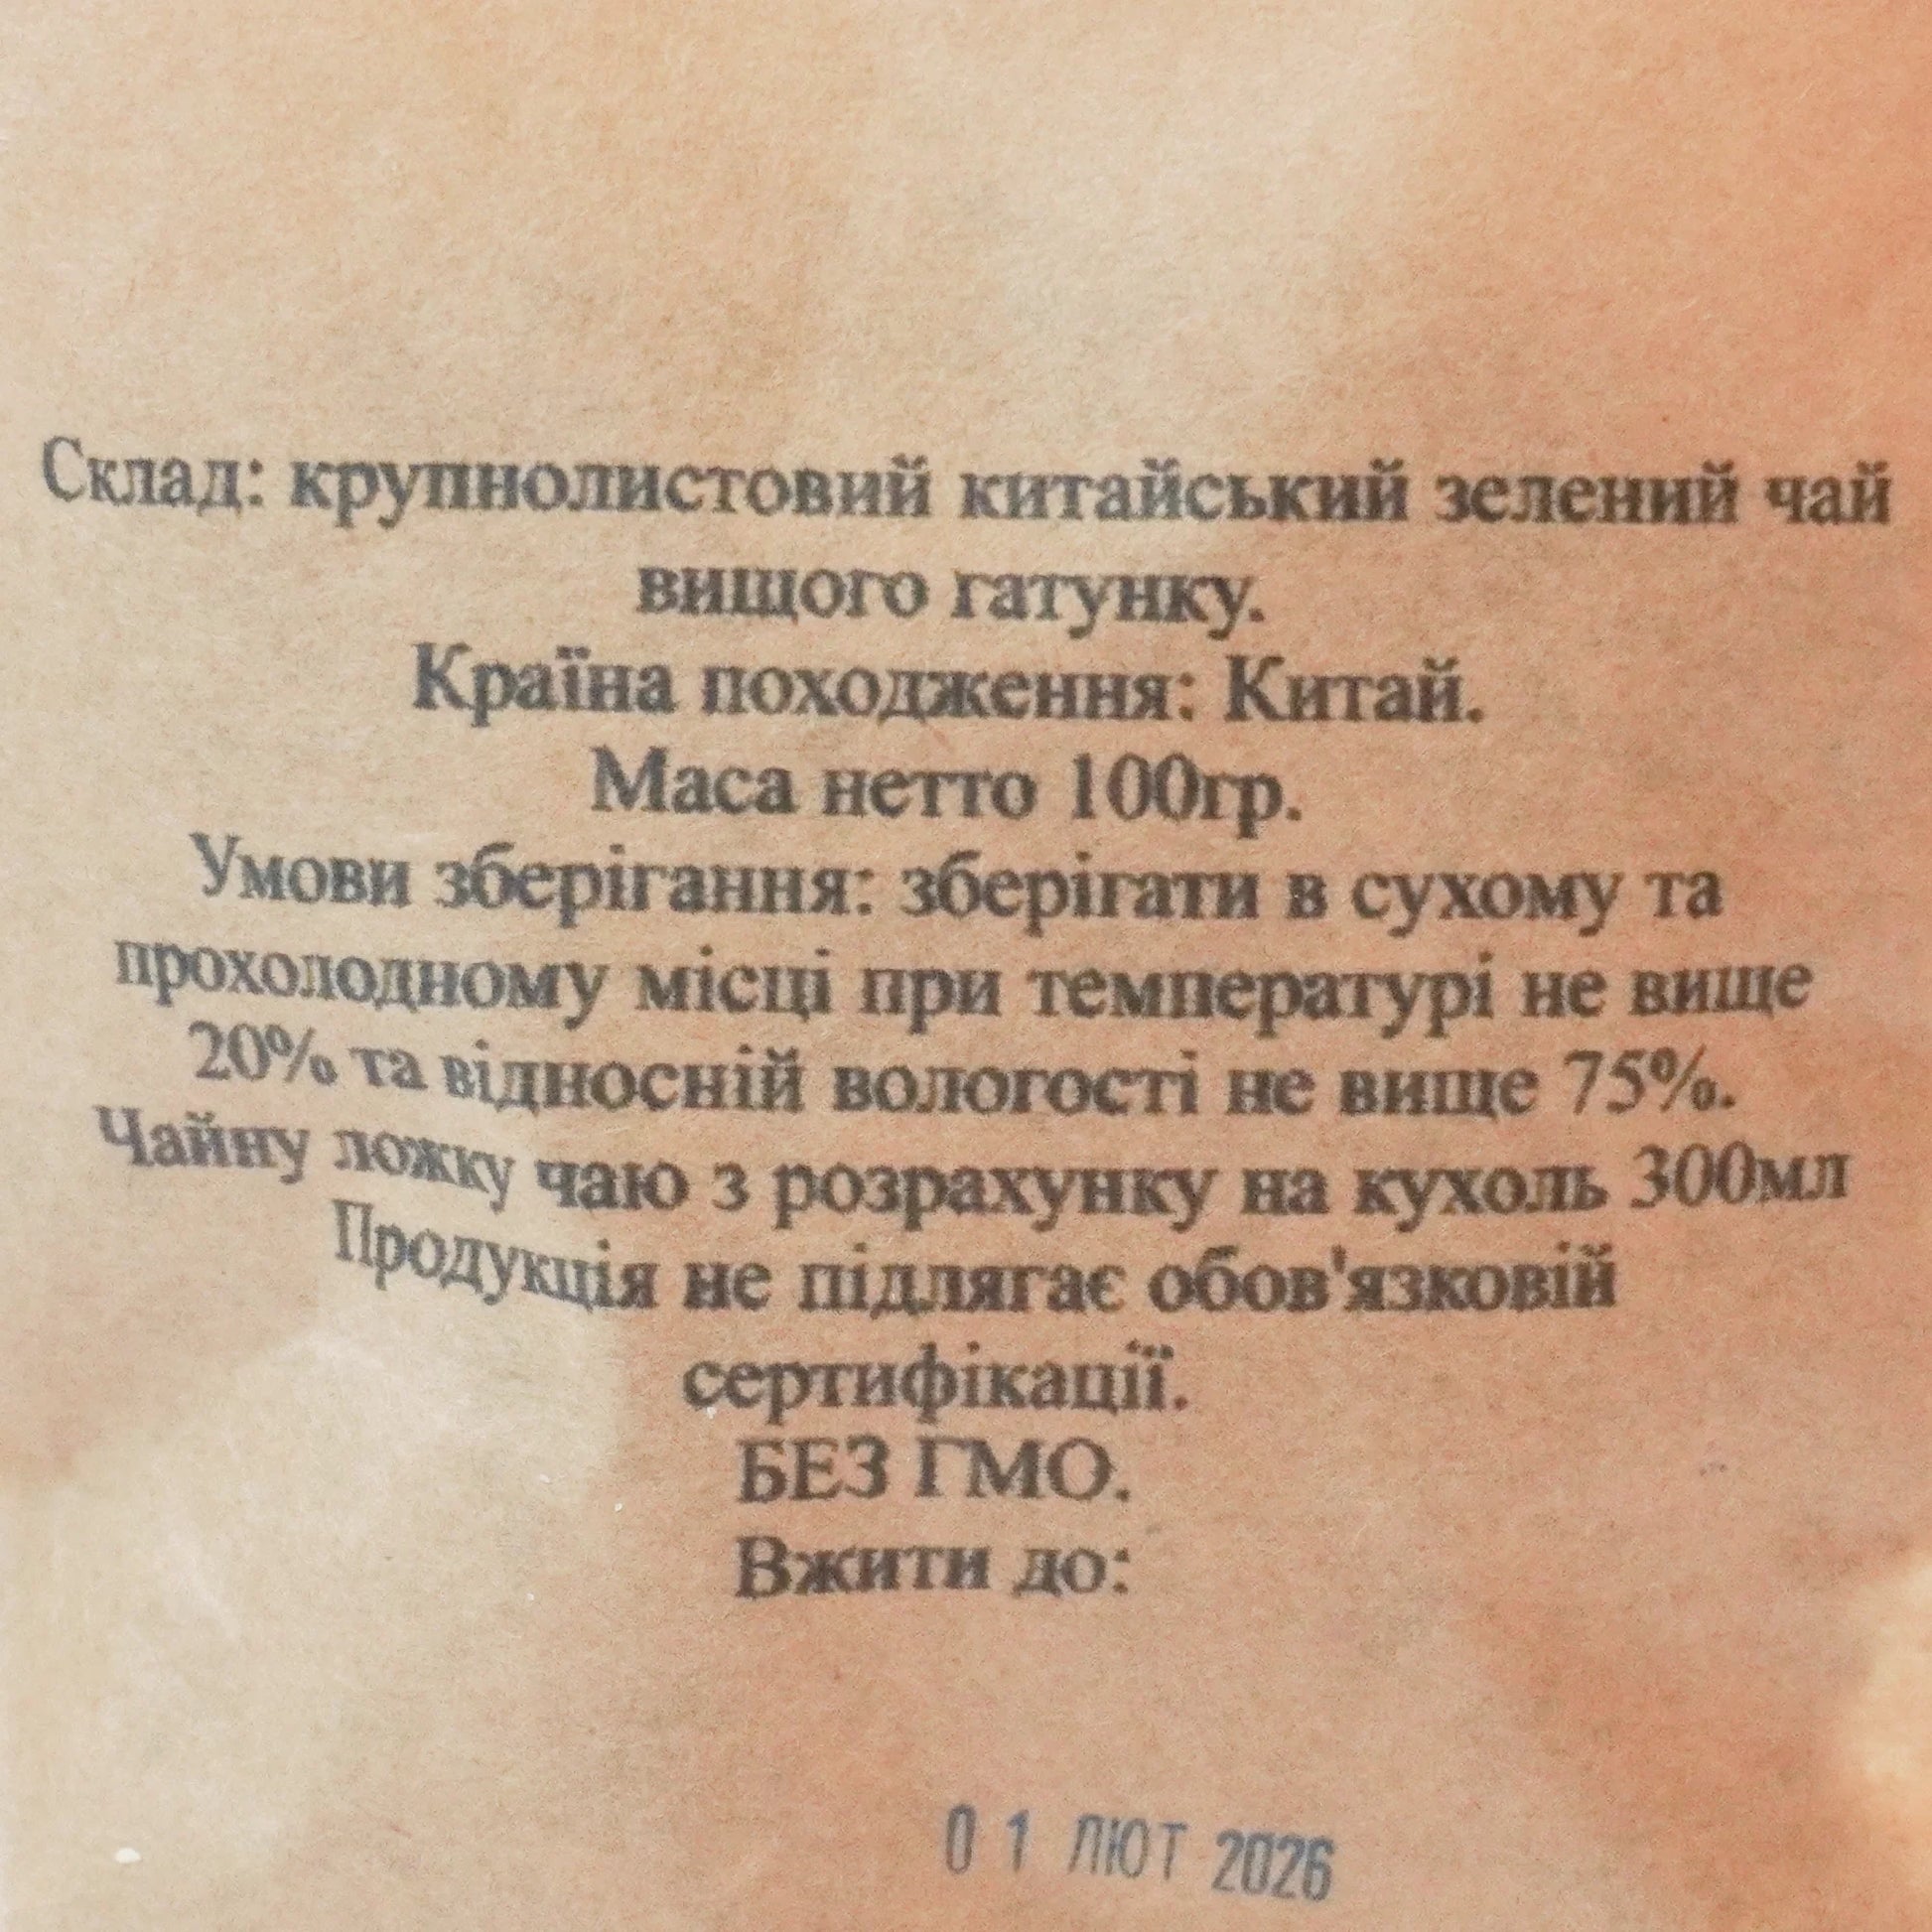 Склад: крупнолистовий китайський зелений чай
вищого гатунку.
Країна походження: Китай.
Маса нетто 100гр.
Умови зберігання: зберігати в сухому та
прохолодному місці при температурі не вище
20% та відносній вологості не вище 75%.
Чайну ложку чаю з розрахунку на кухоль 300мл
Продукція не підлягає обов'язковій
сертифікації.
БЕЗ ГМО.
Вжити до:
01 ЛЮТ 2026